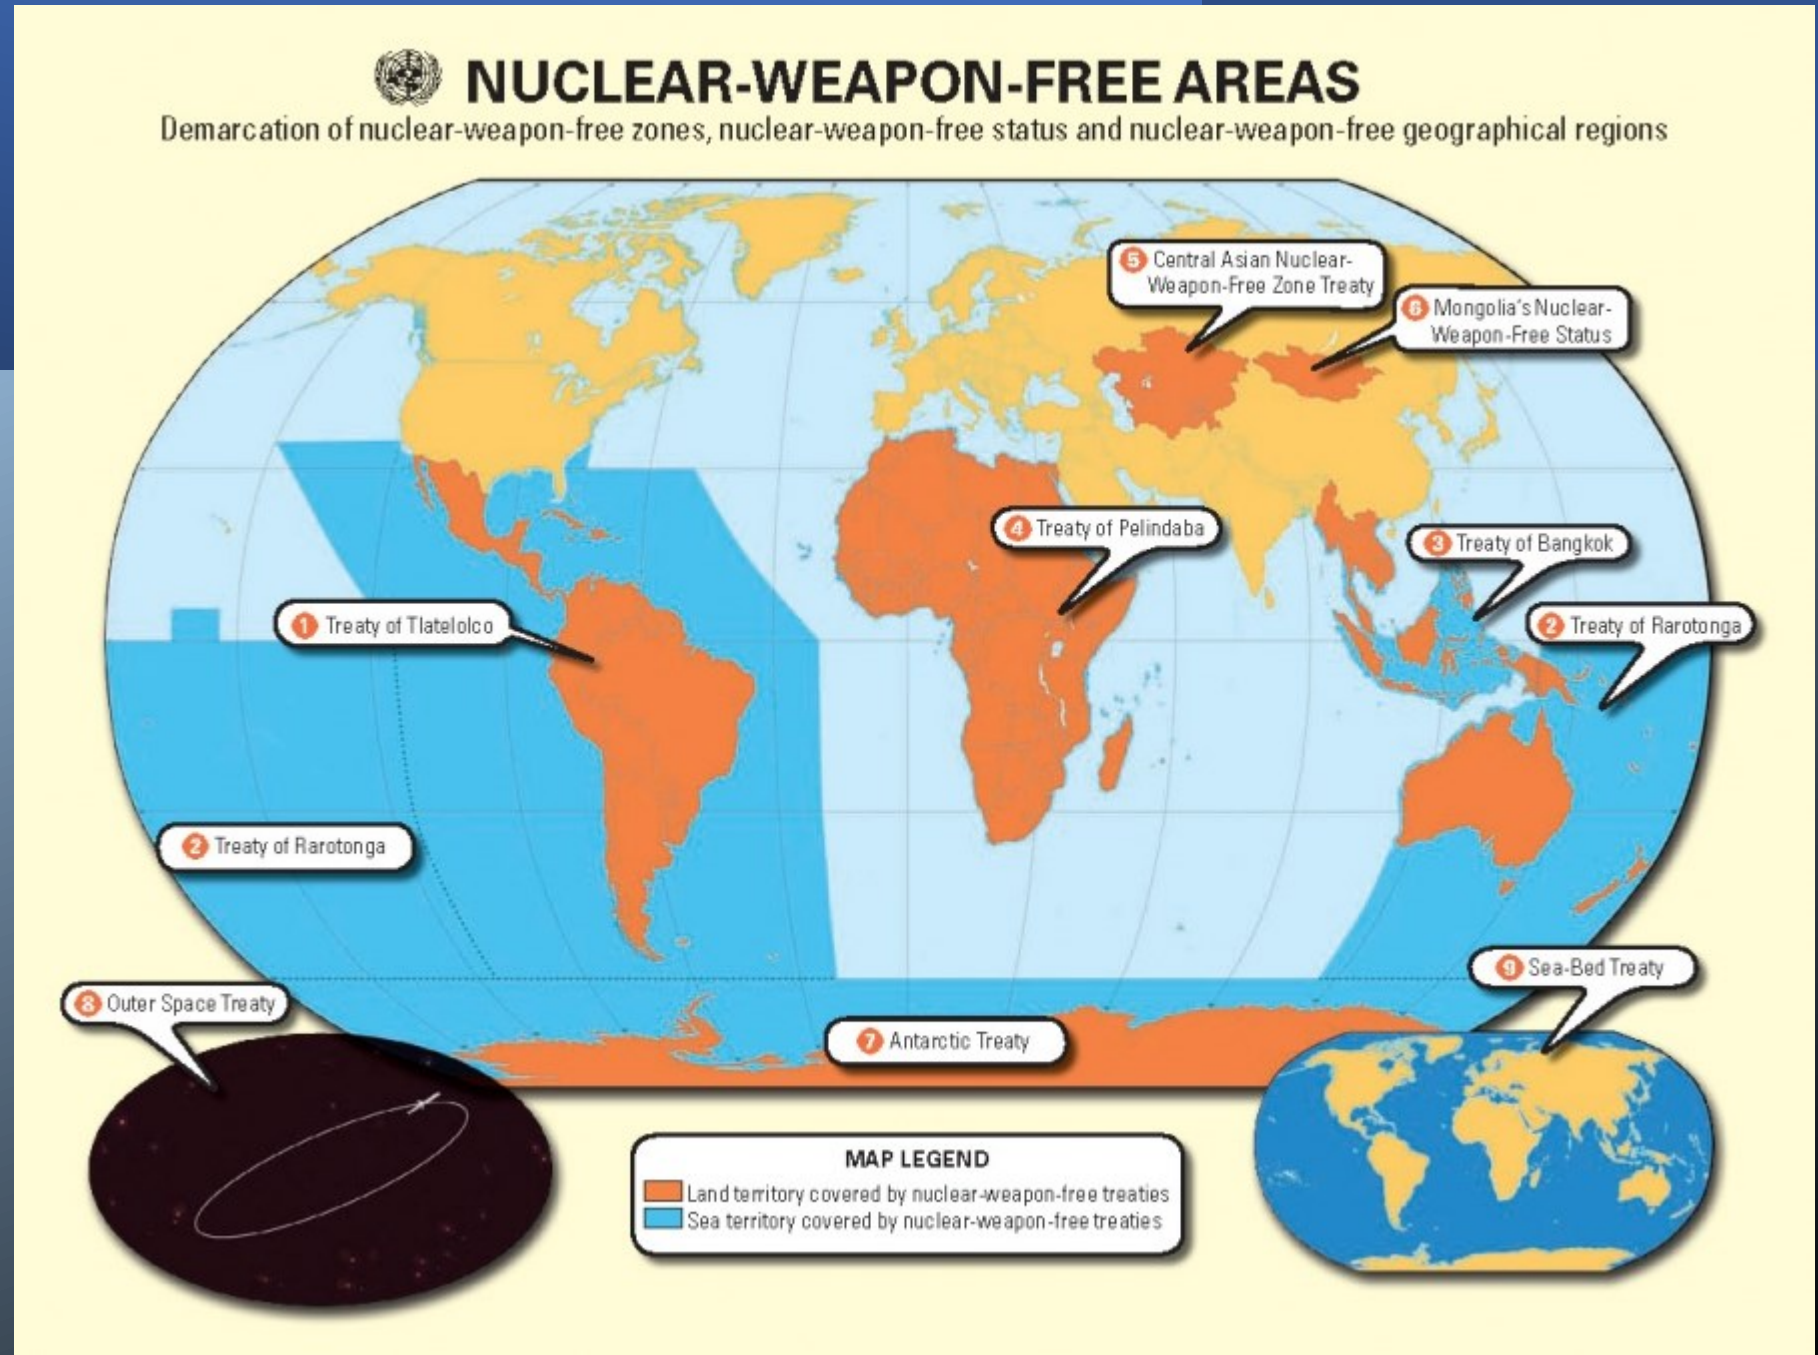 NUCLEAR-WEAPON-FREE AREAS
Demarcation of nuclear-weapon-free zones, nuclear-weapon-free status and nuclear-weapon-free geographical regions
5 Central Asian Nuclear-
Weapon-Free Zone Treaty
6 Mongolia's Nuclear-
Weapon-Free Status
4 Treaty of Pelindaba
3 Treaty of Bangkok
1 Treaty of Tlatelolco
2 Treaty of Rarotonga
2 Treaty of Rarotonga
9 Sea-Bed Treaty
8 Outer Space Treaty
7 Antarctic Treaty
MAP LEGEND
Land territory covered by nuclear-weapon-free treaties
Sea territory covered by nuclear-weapon-free treaties